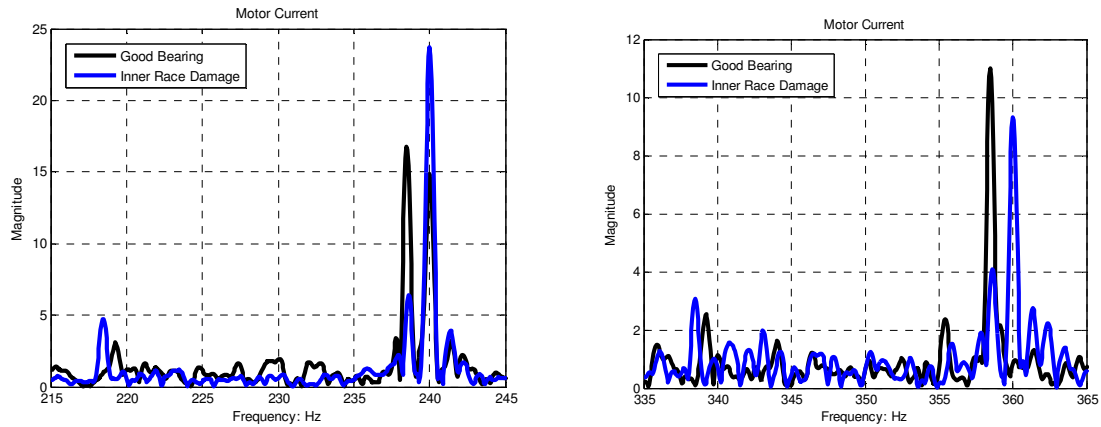 Motor Current
25
20
15
10
5
0
Magnitude
Good Bearing
Inner Race Damage
215 220 225 230 235 240 245
Frequency: Hz
Motor Current
12
10
8
6
4
2
0
Magnitude
Good Bearing
Inner Race Damage
335 340 345 350 355 360 365
Frequency: Hz